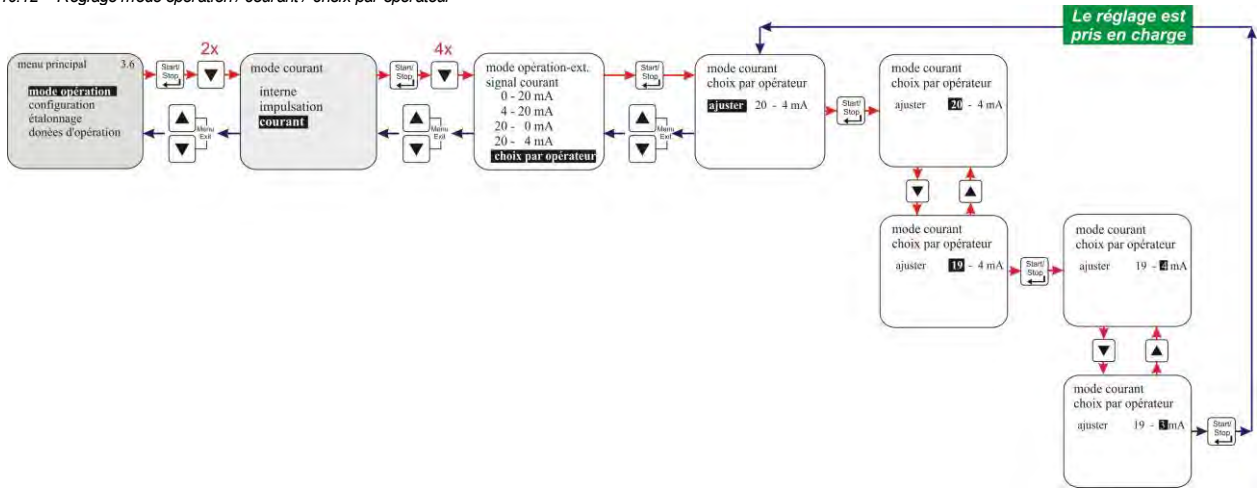 Réglage mode opération / courant / choix par opérateur
Le réglage est
pris en charge
menu principal 3.6
mode opération
configuration
étalonnage
donées d'opération
Start/
Stop
2x
Menu
Exit
mode courant
interne
impulsation
courant
Start/
Stop
4x
Menu
Exit
mode opération-ext.
signal courant
0 - 20 mA
4 - 20 mA
20 - 0 mA
20 - 4 mA
choix par opérateur
Start/
Stop
Menu
Exit
mode courant
choix par opérateur
ajuster 20 - 4 mA
Start/
Stop
mode courant
choix par opérateur
ajuster 20 - 4 mA
mode courant
choix par opérateur
ajuster 19 - 4 mA
Start/
Stop
mode courant
choix par opérateur
ajuster 19 - 4 mA
mode courant
choix par opérateur
ajuster 19 - 3 mA
Start/
Stop